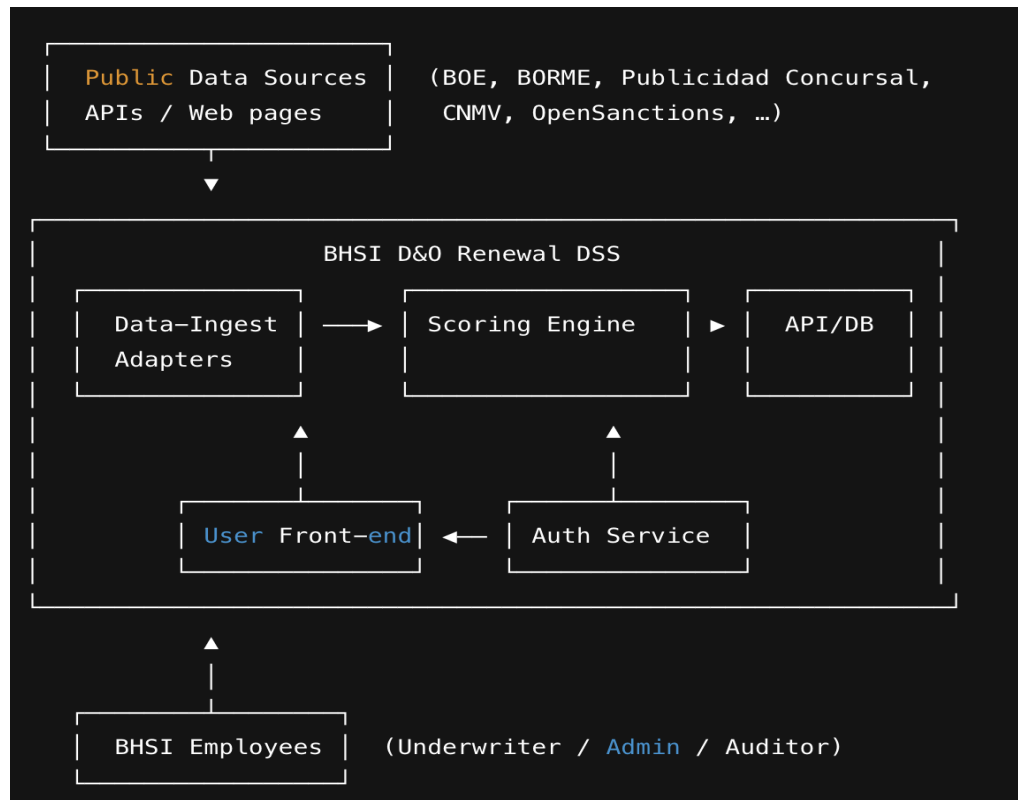 Public Data Sources (BOE, BORME, Publicidad Concursal,
APIs / Web pages CNMV, OpenSanctions, …)
BHSI D&O Renewal DSS
Data-Ingest Scoring Engine API/DB
Adapters
User Front-end Auth Service
BHSI Employees (Underwriter / Admin / Auditor)